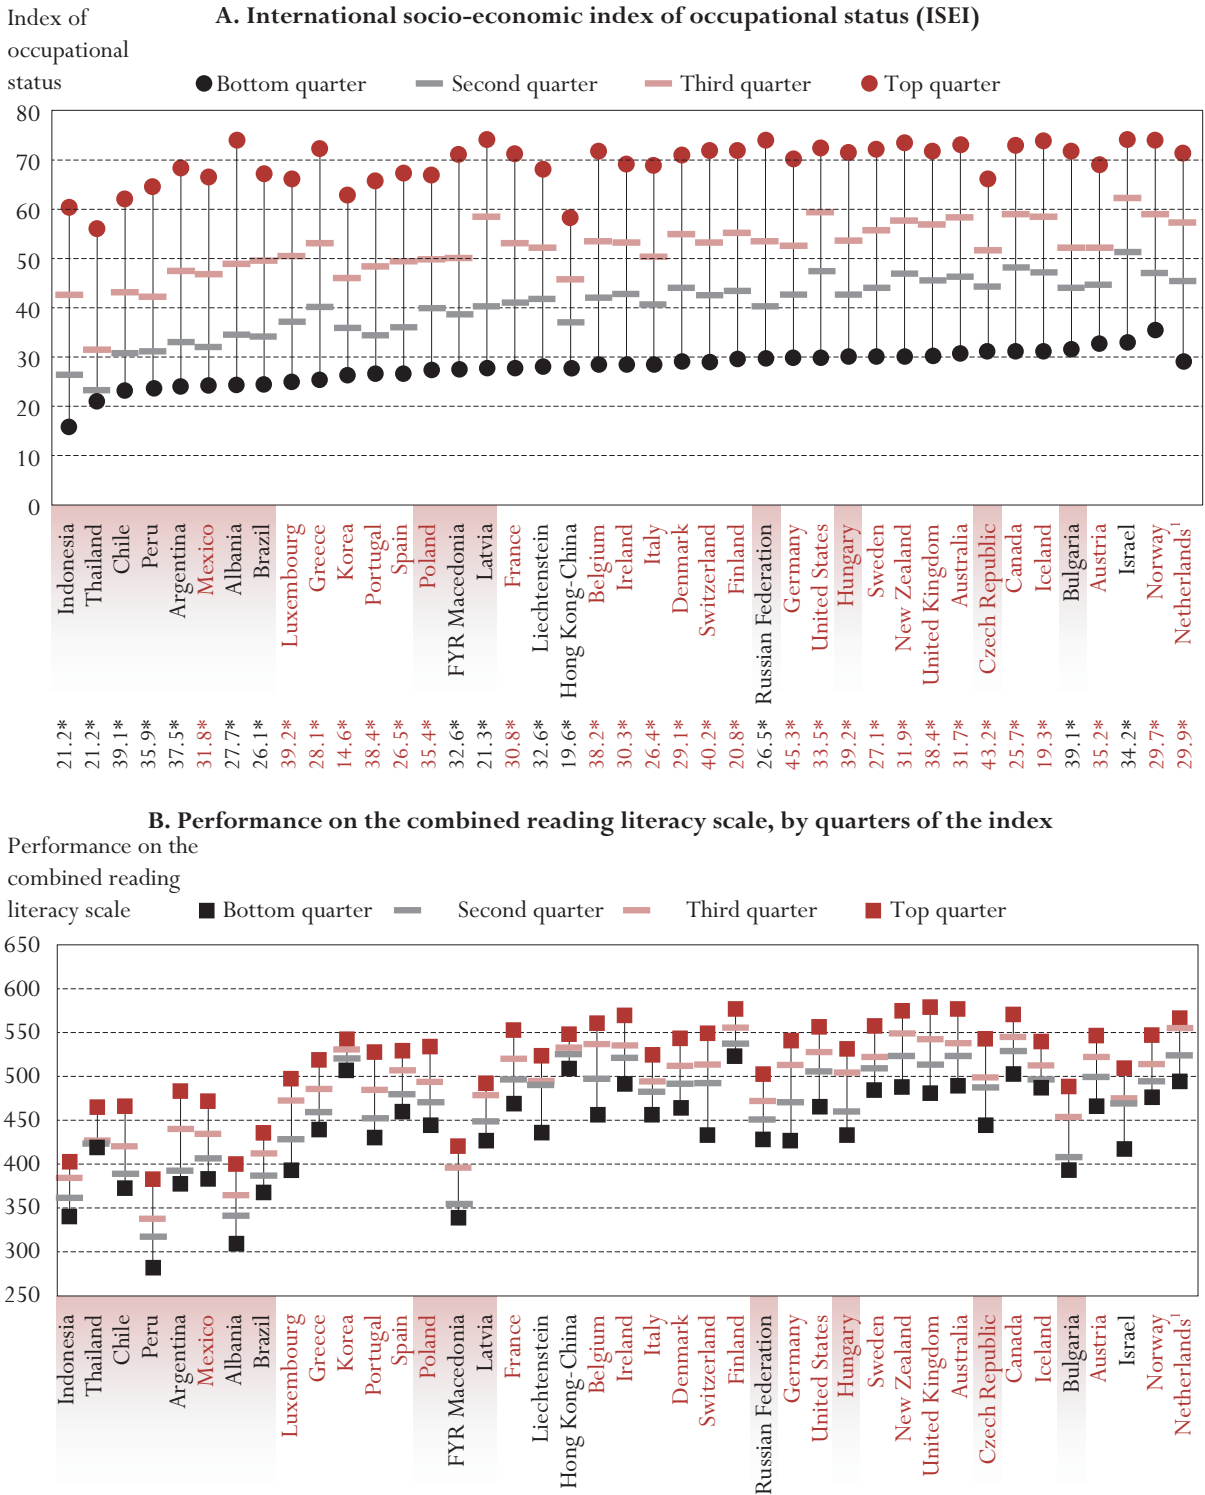 A. International socio-economic index of occupational status (ISEI)
Index of
occupational
status
Bottom quarter Second quarter Third quarter Top quarter
80
70
60
50
40
30
20
10
0
Indonesia
Thailand
Chile
Peru
Argentina
Mexico
Albania
Brazil
Luxembourg
Greece
Korea
Portugal
Spain
Poland
FYR Macedonia
Latvia
France
Liechtenstein
Hong Kong-China
Belgium
Ireland
Italy
Denmark
Switzerland
Finland
Russian Federation
Germany
United States
Hungary
Sweden
New Zealand
United Kingdom
Australia
Czech Republic
Canada
Iceland
Bulgaria
Austria
Israel
Norway
Netherlands¹
21.2*
21.2*
39.1*
35.9*
37.5*
31.8*
27.7*
26.1*
39.2*
28.1*
14.6*
38.4*
26.5*
35.4*
32.6*
21.3*
30.8*
32.6*
19.6*
38.2*
30.3*
26.4*
29.1*
40.2*
20.8*
26.5*
45.3*
33.5*
39.2*
27.1*
31.9*
38.4*
31.7*
43.2*
25.7*
19.3*
39.1*
35.2*
34.2*
29.7*
29.9*
B. Performance on the combined reading literacy scale, by quarters of the index
Performance on the
combined reading
literacy scale
Bottom quarter Second quarter Third quarter Top quarter
650
600
550
500
450
400
350
300
250
Indonesia
Thailand
Chile
Peru
Argentina
Mexico
Albania
Brazil
Luxembourg
Greece
Korea
Portugal
Spain
Poland
FYR Macedonia
Latvia
France
Liechtenstein
Hong Kong-China
Belgium
Ireland
Italy
Denmark
Switzerland
Finland
Russian Federation
Germany
United States
Hungary
Sweden
New Zealand
United Kingdom
Australia
Czech Republic
Canada
Iceland
Bulgaria
Austria
Israel
Norway
Netherlands¹